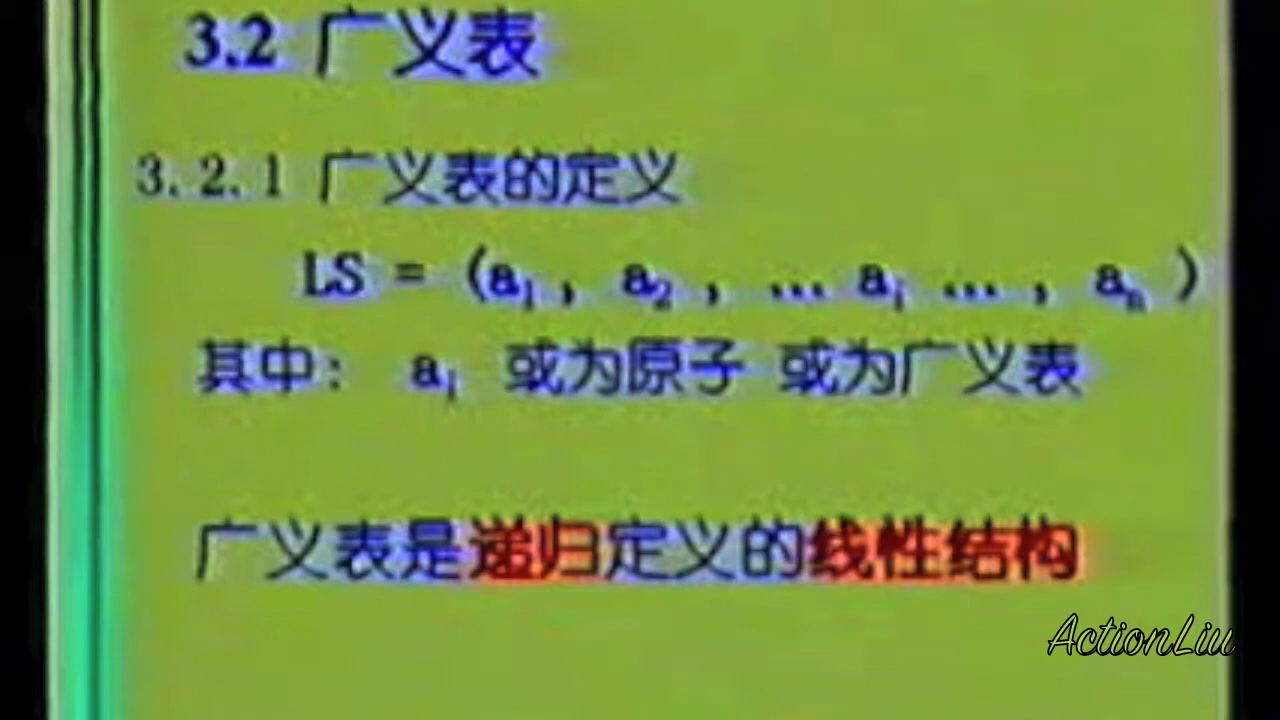 3.2 广义表
3.2.1 广义表的定义
LS = (a₁, a₂, … aᵢ …, aₙ )
其中: aᵢ 或为原子 或为广义表
广义表是递归定义的线性结构
ActionLiu